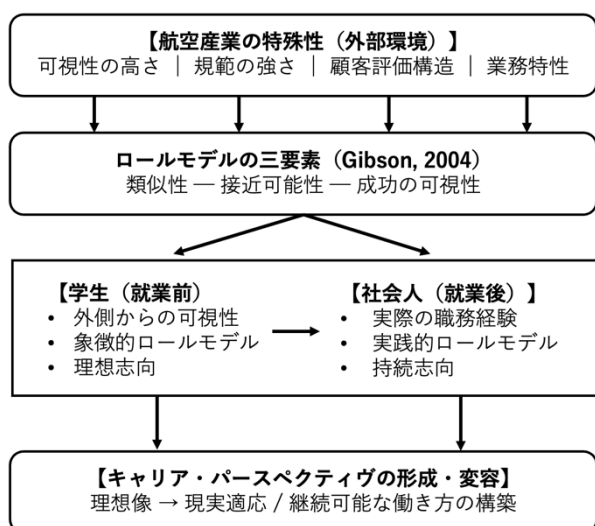 【航空産業の特殊性（外部環境）】
可視性の高さ ｜ 規範の強さ ｜ 顧客評価構造 ｜ 業務特性
ロールモデルの三要素（Gibson, 2004）
類似性 ― 接近可能性 ― 成功の可視性
【学生（就業前）
• 外側からの可視性
• 象徴的ロールモデル
• 理想志向
【社会人（就業後）】
• 実際の職務経験
• 実践的ロールモデル
• 持続志向
【キャリア・パースペクティヴの形成・変容】
理想像 → 現実適応 / 継続可能な働き方の構築